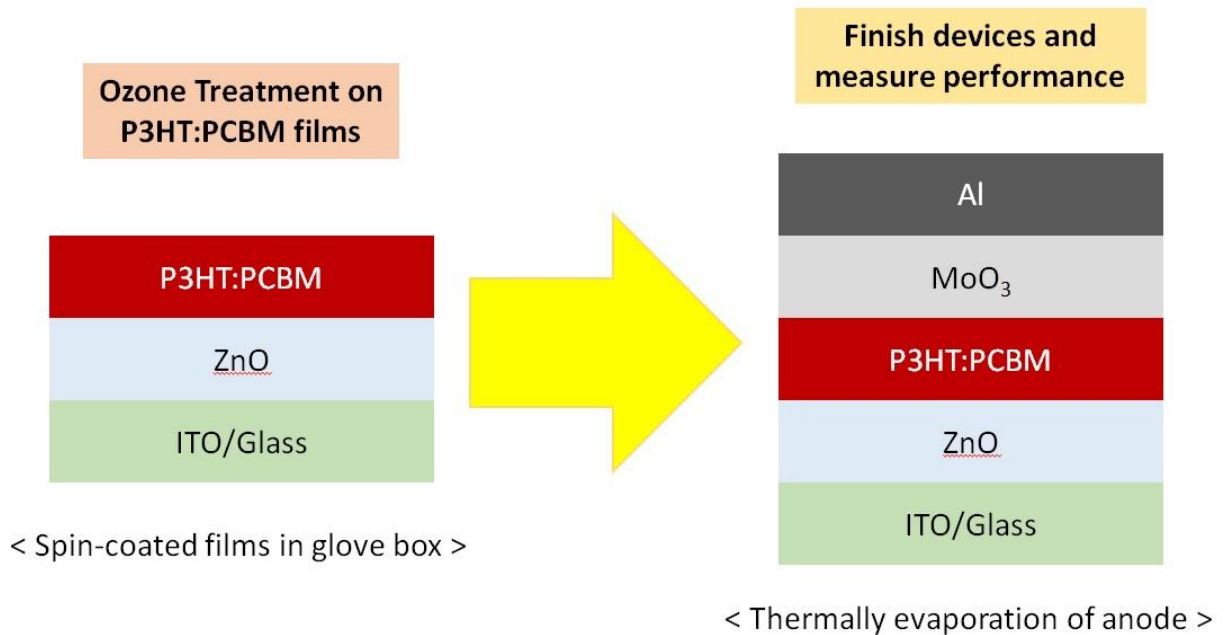 Ozone Treatment on
P3HT:PCBM films
P3HT:PCBM
ZnO
ITO/Glass
< Spin-coated films in glove box >
Finish devices and
measure performance
Al
MoO₃
P3HT:PCBM
ZnO
ITO/Glass
< Thermally evaporation of anode >